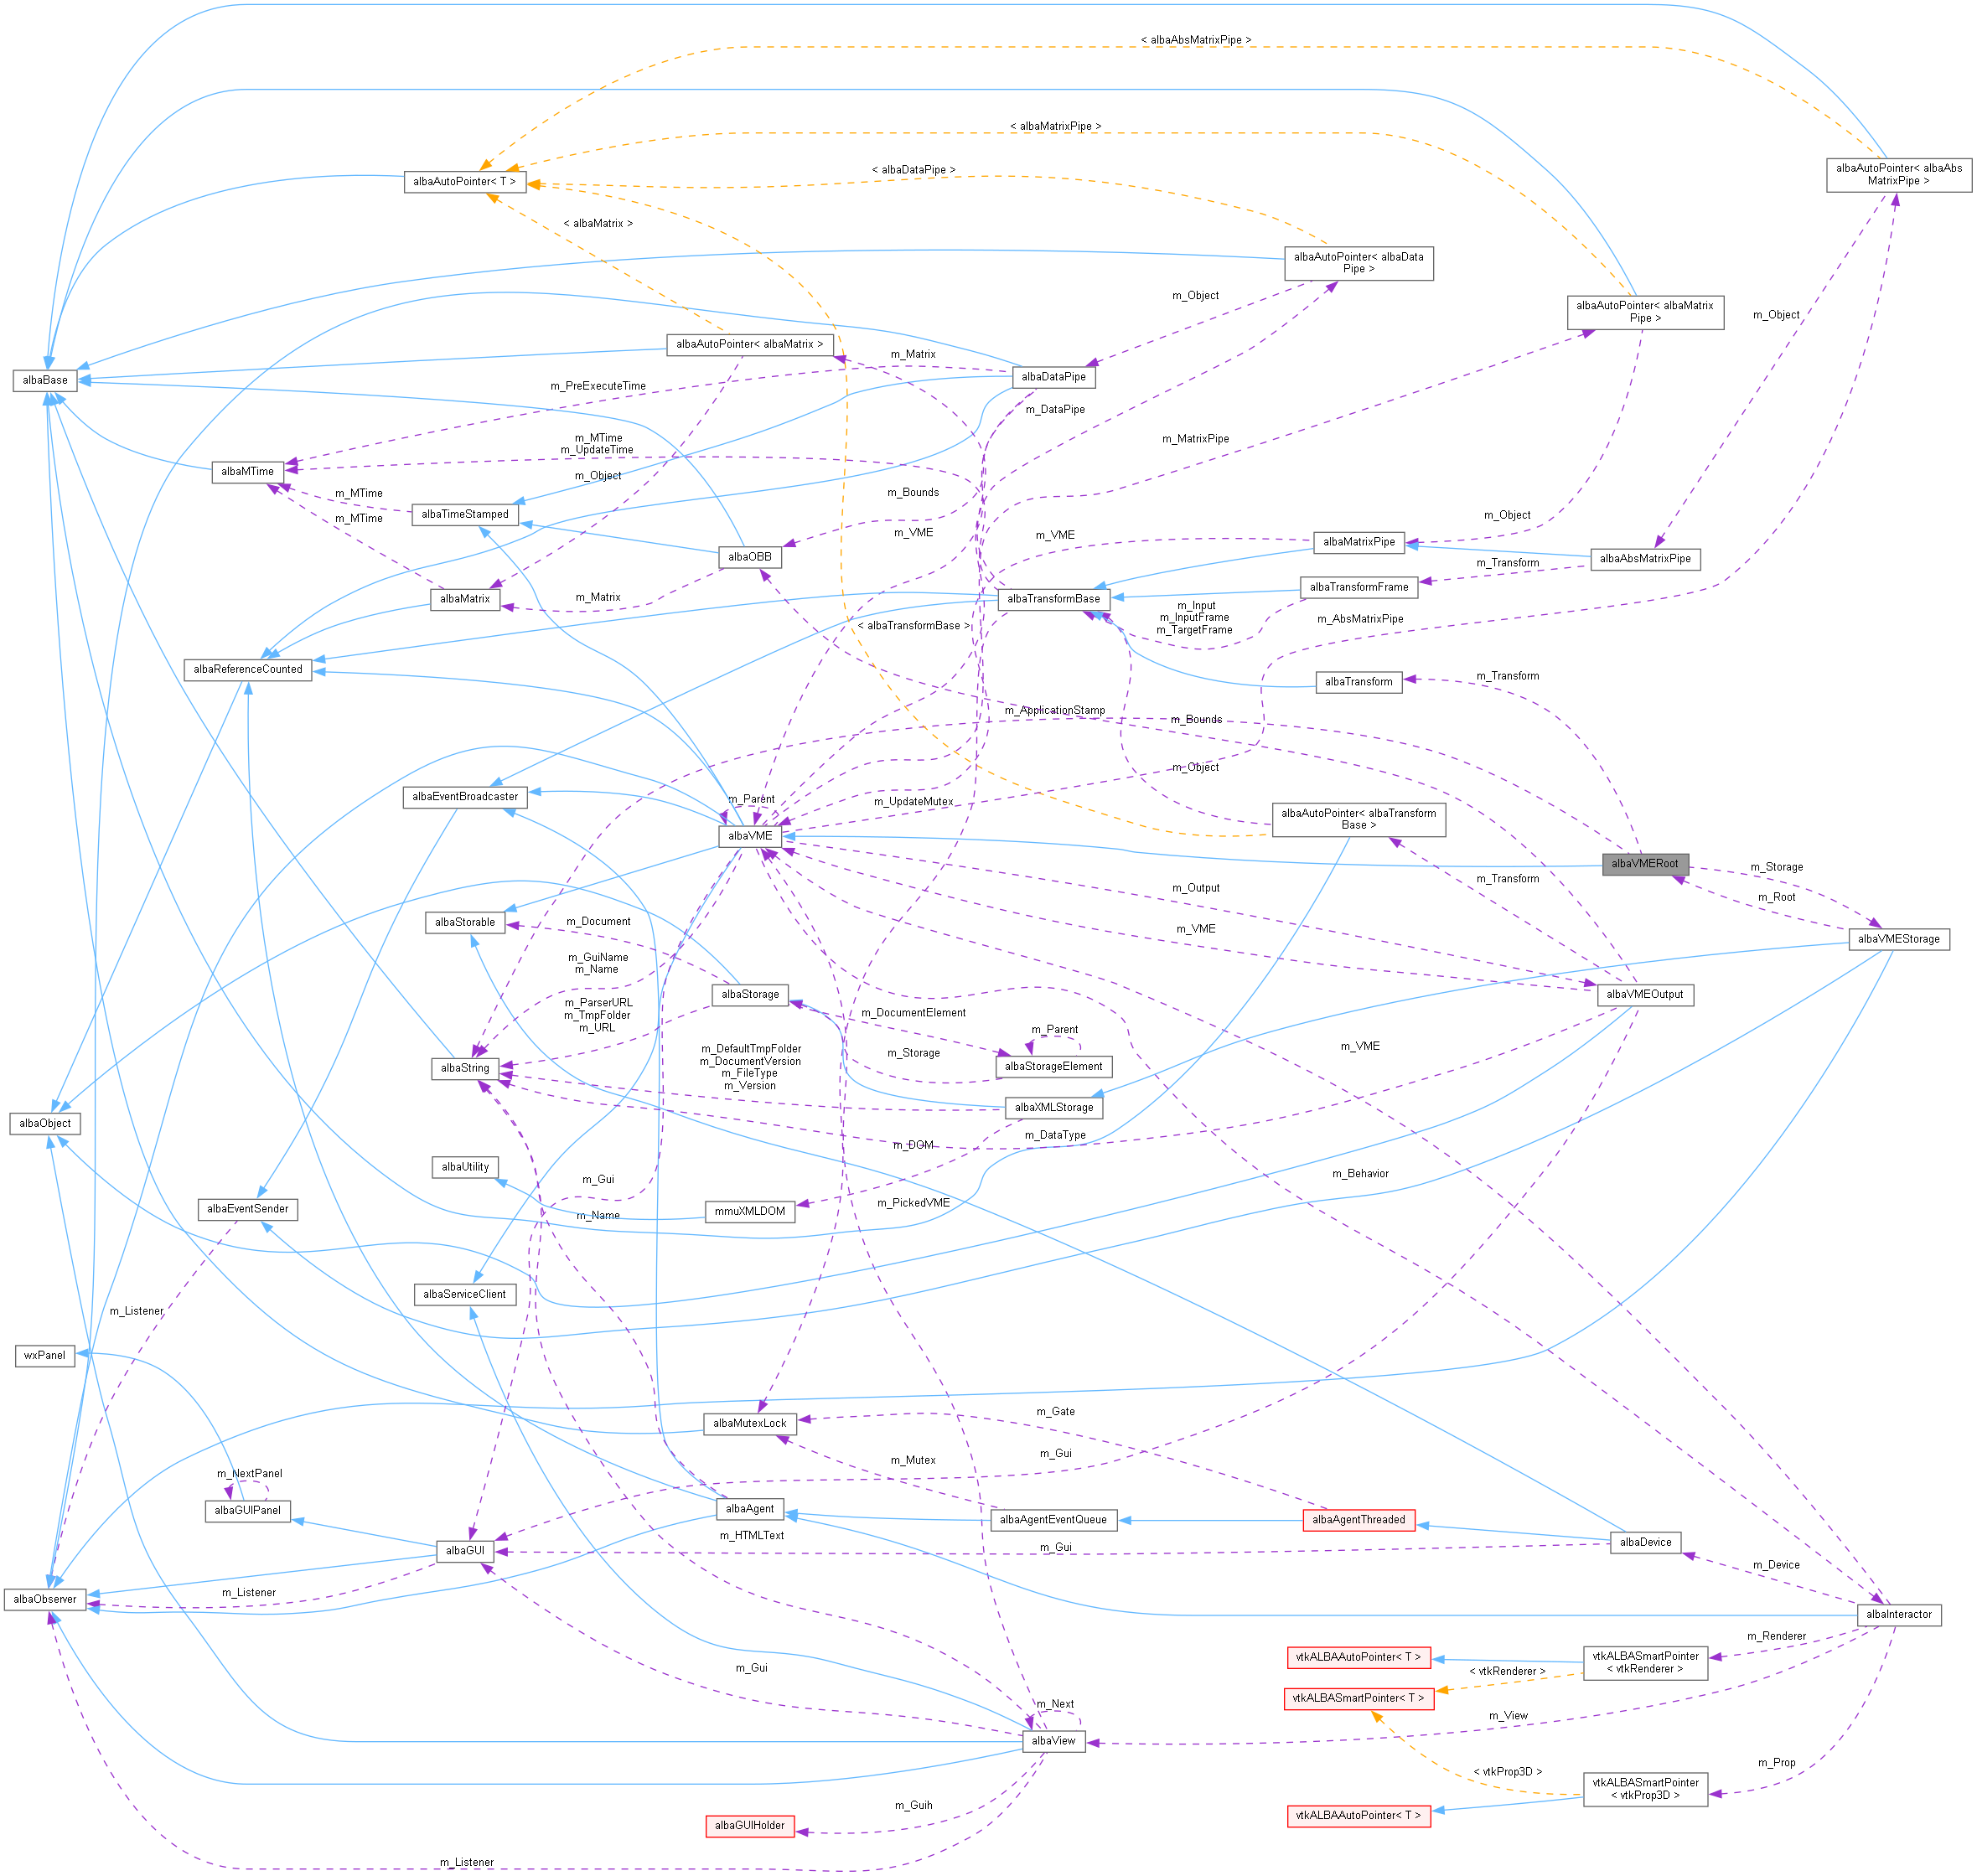 < albaAbsMatrixPipe >
< albaMatrixPipe >
albaAutoPointer< albaAbs
MatrixPipe >
< albaDataPipe >
albaAutoPointer< T >
< albaMatrix >
albaAutoPointer< albaData
Pipe >
m_Object
albaAutoPointer< albaMatrix
Pipe >
m_Object
albaAutoPointer< albaMatrix >
m_Matrix
albaBase
albaDataPipe
m_PreExecuteTime
m_DataPipe
m_MatrixPipe
m_MTime
m_UpdateTime
albaMTime
m_Object
m_MTime
m_Bounds
albaTimeStamped
m_MTime
m_Object
m_VME
m_VME
albaMatrixPipe
albaOBB
albaAbsMatrixPipe
m_Transform
albaTransformFrame
albaMatrix
m_Matrix
albaTransformBase
m_Input
m_InputFrame
m_TargetFrame
m_AbsMatrixPipe
< albaTransformBase >
albaReferenceCounted
albaTransform
m_Transform
m_ApplicationStamp
m_Bounds
m_Object
albaEventBroadcaster
m_Parent
m_UpdateMutex
albaAutoPointer< albaTransform
Base >
albaVME
albaVMERoot
m_Storage
m_Output
m_Transform
m_Root
albaStorable
m_Document
m_VME
albaVMEStorage
m_GuiName
m_Name
albaStorage
albaVMEOutput
m_ParserURL
m_TmpFolder
m_URL
m_DocumentElement
m_Parent
m_DefaultTmpFolder
m_DocumentVersion
m_FileType
m_Version
m_Storage
m_VME
albaString
albaStorageElement
albaXMLStorage
albaObject
m_DOM
m_DataType
albaUtility
m_Gui
m_Behavior
albaEventSender
m_Name
mmuXMLDOM
m_PickedVME
albaServiceClient
m_Listener
wxPanel
albaMutexLock
m_Gate
m_Mutex
m_Gui
m_NextPanel
albaGUIPanel
albaAgent
albaAgentEventQueue
albaAgentThreaded
m_HTMLText
albaGUI
m_Gui
albaDevice
m_Device
m_Listener
albaObserver
albaInteractor
m_Renderer
vtkALBAAutoPointer< T >
vtkALBASmartPointer
< vtkRenderer >
m_Gui
< vtkRenderer >
vtkALBASmartPointer< T >
m_Next
m_View
albaView
m_Prop
< vtkProp3D >
vtkALBASmartPointer
< vtkProp3D >
m_Guih
vtkALBAAutoPointer< T >
albaGUIHolder
m_Listener